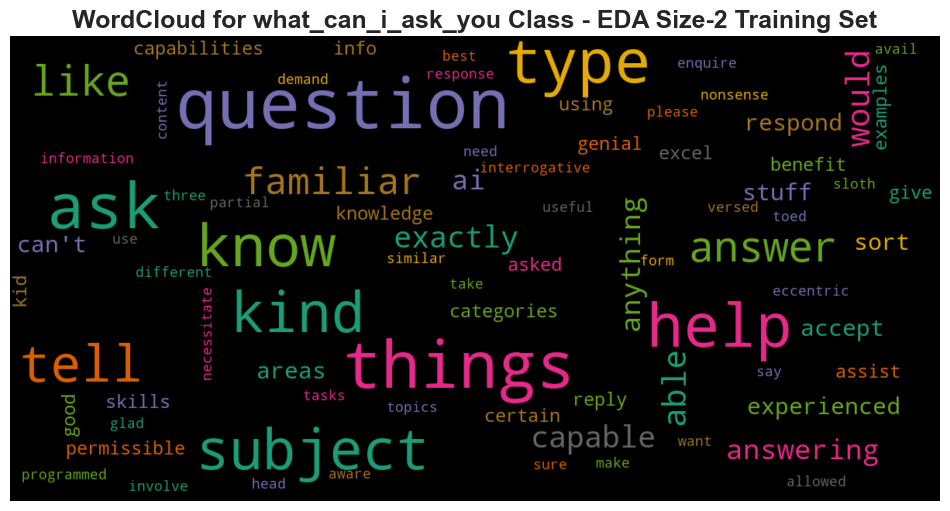 WordCloud for what_can_i_ask_you Class - EDA Size-2 Training Set
capabilities info best type enquire avail
like content demand response would examples
question using nonsense please respond
information genial excel
need interrogative benefit
familiar ai stuff sloth give
ask three partial knowledge useful versed toed
can't use know exactly anything answer sort
similar asked form
different take
kid necessitate kind categories help eccentric accept
tell areas things able say assist
good skills tasks topics reply experienced
glad certain
permissible subject capable want answering
programmed involve head aware sure make allowed